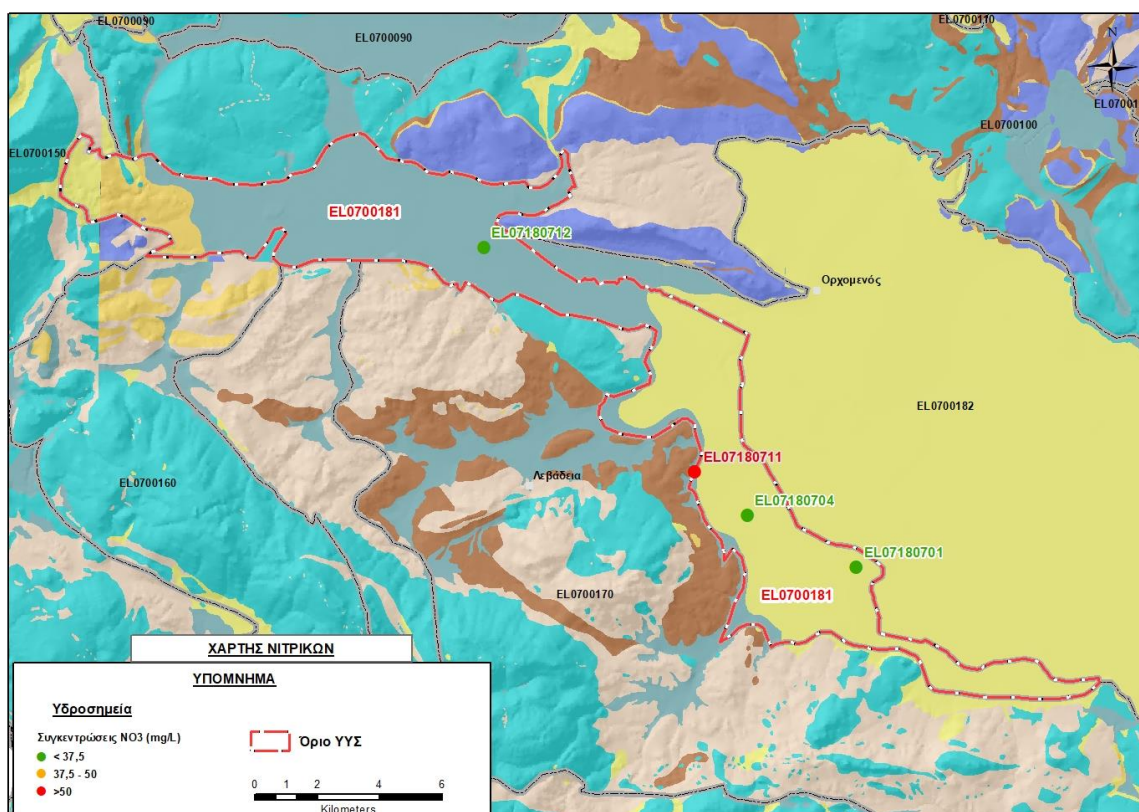 EL0700090
EL0700090
EL0700110
N
EL07001
EL0700100
EL0700150
EL0700181
EL07180712
Ορχομενός
EL0700182
EL07180711
Λεβάδεια
EL0700160
EL07180704
EL07180701
EL0700170
EL0700181
ΧΑΡΤΗΣ ΝΙΤΡΙΚΩΝ
ΥΠΟΜΝΗΜΑ
Υδροσημεία
Συγκεντρώσεις NO3 (mg/L)
< 37,5
37,5 - 50
>50
Όριο ΥΥΣ
0 1 2 4 6
Kilometers